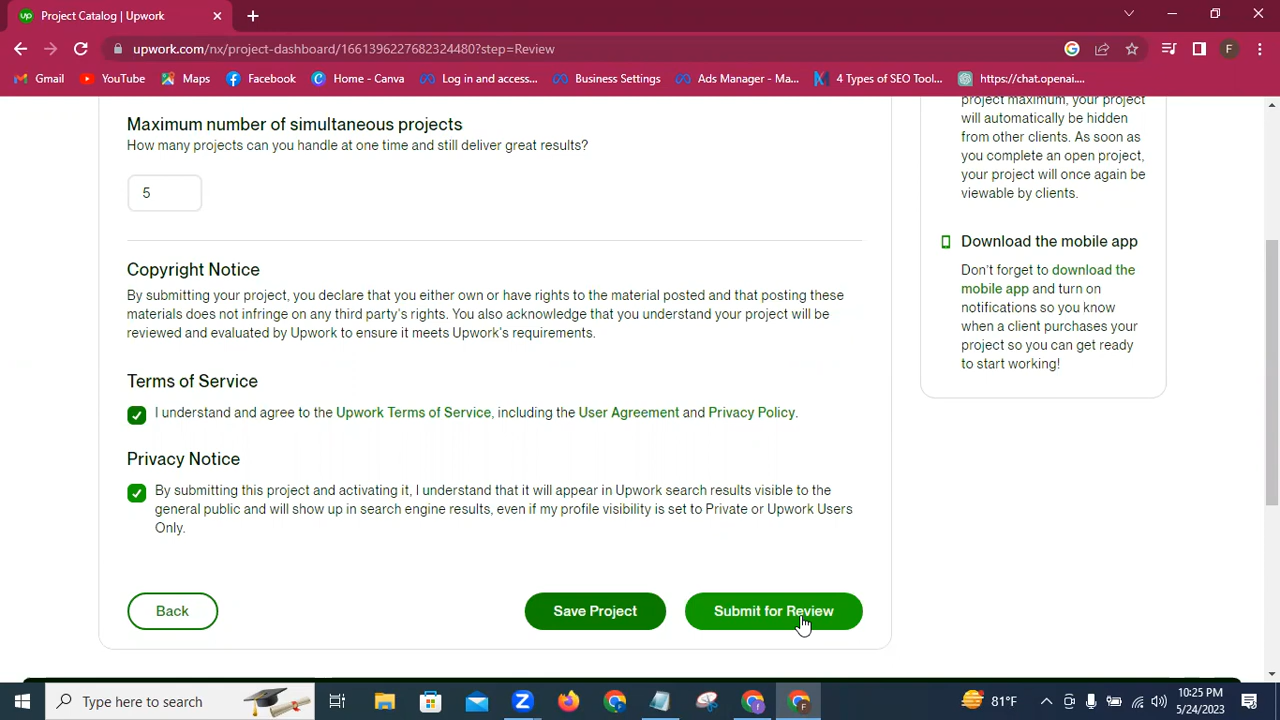 Project Catalog | Upwork
upwork.com/nx/project-dashboard/1661396227682324480?step=Review
F
Gmail YouTube Maps Facebook Home - Canva Log in and access... Business Settings Ads Manager - Ma... 4 Types of SEO Tool... https://chat.openai....
Maximum number of simultaneous projects
How many projects can you handle at one time and still deliver great results?
5
Copyright Notice
By submitting your project, you declare that you either own or have rights to the material posted and that posting these
materials does not infringe on any third party's rights. You also acknowledge that you understand your project will be
reviewed and evaluated by Upwork to ensure it meets Upwork's requirements.
Terms of Service
I understand and agree to the Upwork Terms of Service, including the User Agreement and Privacy Policy.
Privacy Notice
By submitting this project and activating it, I understand that it will appear in Upwork search results visible to the
general public and will show up in search engine results, even if my profile visibility is set to Private or Upwork Users
Only.
Back Save Project Submit for Review
project maximum, your project
will automatically be hidden
from other clients. As soon as
you complete an open project,
your project will once again be
viewable by clients.
Download the mobile app
Don't forget to download the
mobile app and turn on
notifications so you know
when a client purchases your
project so you can get ready
to start working!
Type here to search
81°F
10:25 PM
5/24/2023